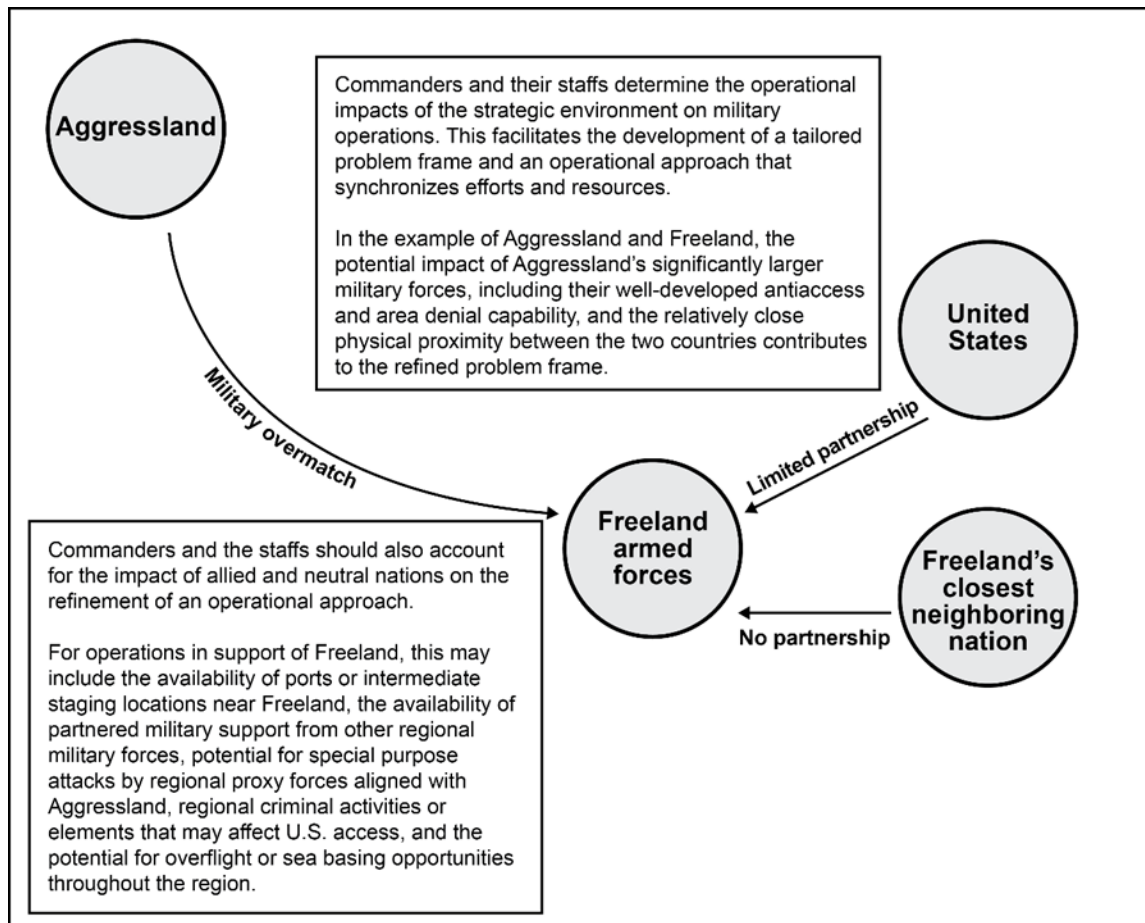 Aggressland
Commanders and their staffs determine the operational
impacts of the strategic environment on military
operations. This facilitates the development of a tailored
problem frame and an operational approach that
synchronizes efforts and resources.
In the example of Aggressland and Freeland, the
potential impact of Aggressland's significantly larger
military forces, including their well-developed antiaccess
and area denial capability, and the relatively close
physical proximity between the two countries contributes
to the refined problem frame.
United
States
Military overmatch
Limited partnership
Freeland
armed
forces
Freeland's
closest
neighboring
nation
No partnership
Commanders and the staffs should also account
for the impact of allied and neutral nations on the
refinement of an operational approach.
For operations in support of Freeland, this may
include the availability of ports or intermediate
staging locations near Freeland, the availability of
partnered military support from other regional
military forces, potential for special purpose
attacks by regional proxy forces aligned with
Aggressland, regional criminal activities or
elements that may affect U.S. access, and the
potential for overflight or sea basing opportunities
throughout the region.